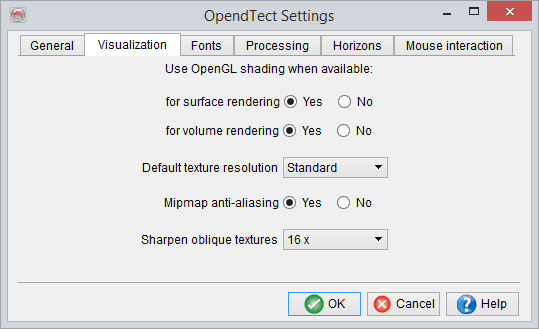 OpendTect Settings
General Visualization Fonts Processing Horizons Mouse interaction
Use OpenGL shading when available:
for surface rendering Yes No
for volume rendering Yes No
Default texture resolution Standard
Mipmap anti-aliasing Yes No
Sharpen oblique textures 16 x
OK Cancel Help